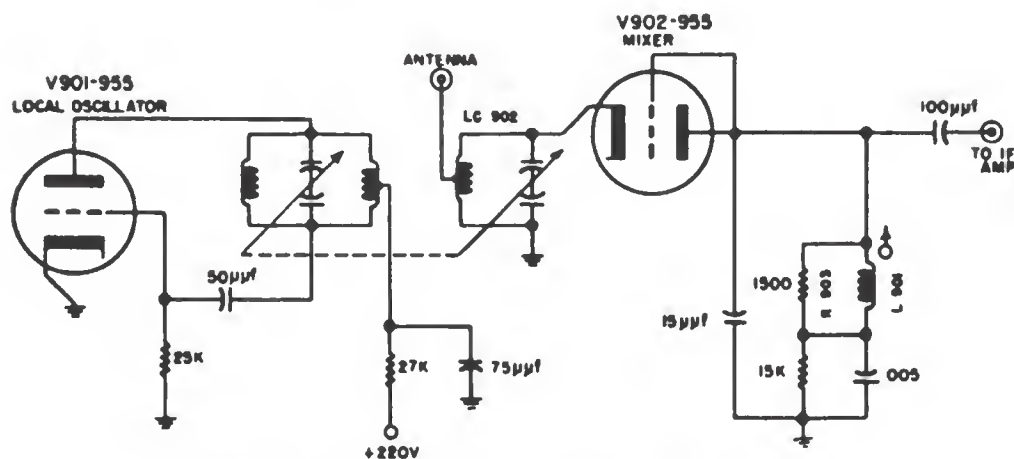 V901-955
LOCAL OSCILLATOR
ANTENNA
LC 902
V902-955
MIXER
100µµf
TO IF
AMP
50µµf
25K
27K
75µµf
+220V
15µµf
1500
R 903
L 901
15K
005